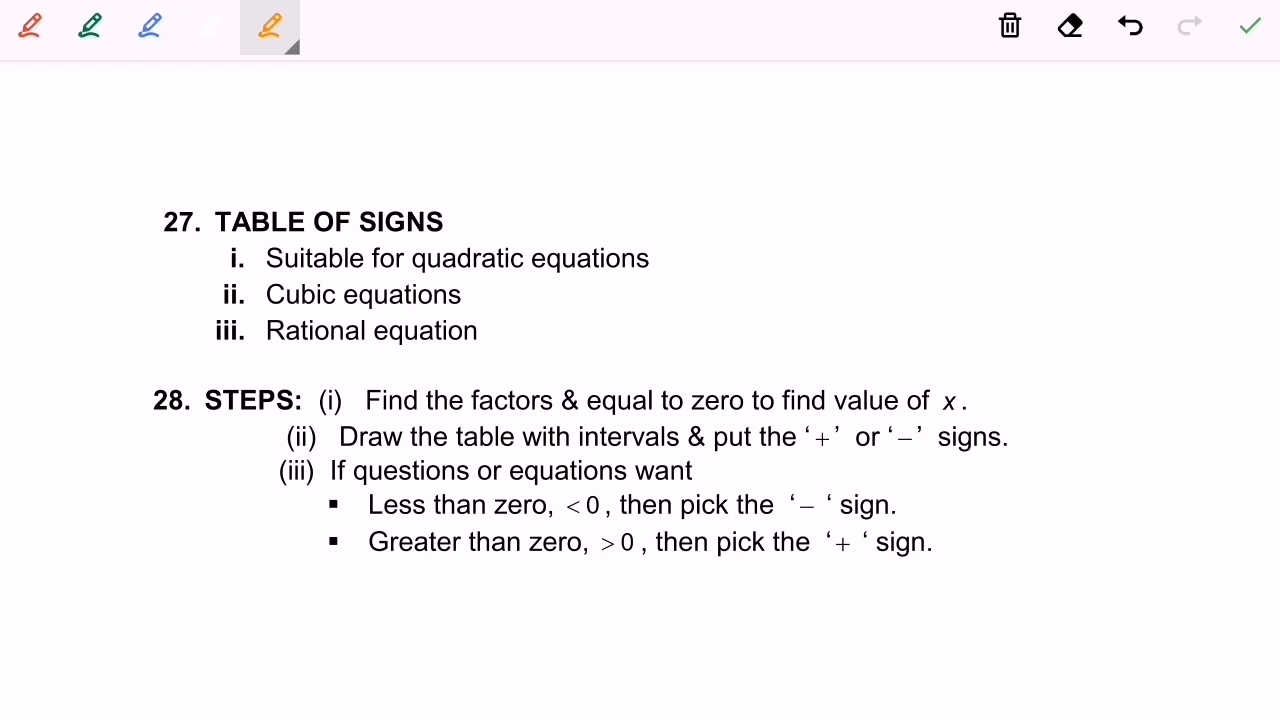 27. TABLE OF SIGNS
i. Suitable for quadratic equations
ii. Cubic equations
iii. Rational equation
28. STEPS: (i) Find the factors & equal to zero to find value of x.
(ii) Draw the table with intervals & put the ‘+’ or ‘−’ signs.
(iii) If questions or equations want
▪ Less than zero, < 0, then pick the ‘− ‘ sign.
▪ Greater than zero, > 0, then pick the ‘+ ‘ sign.